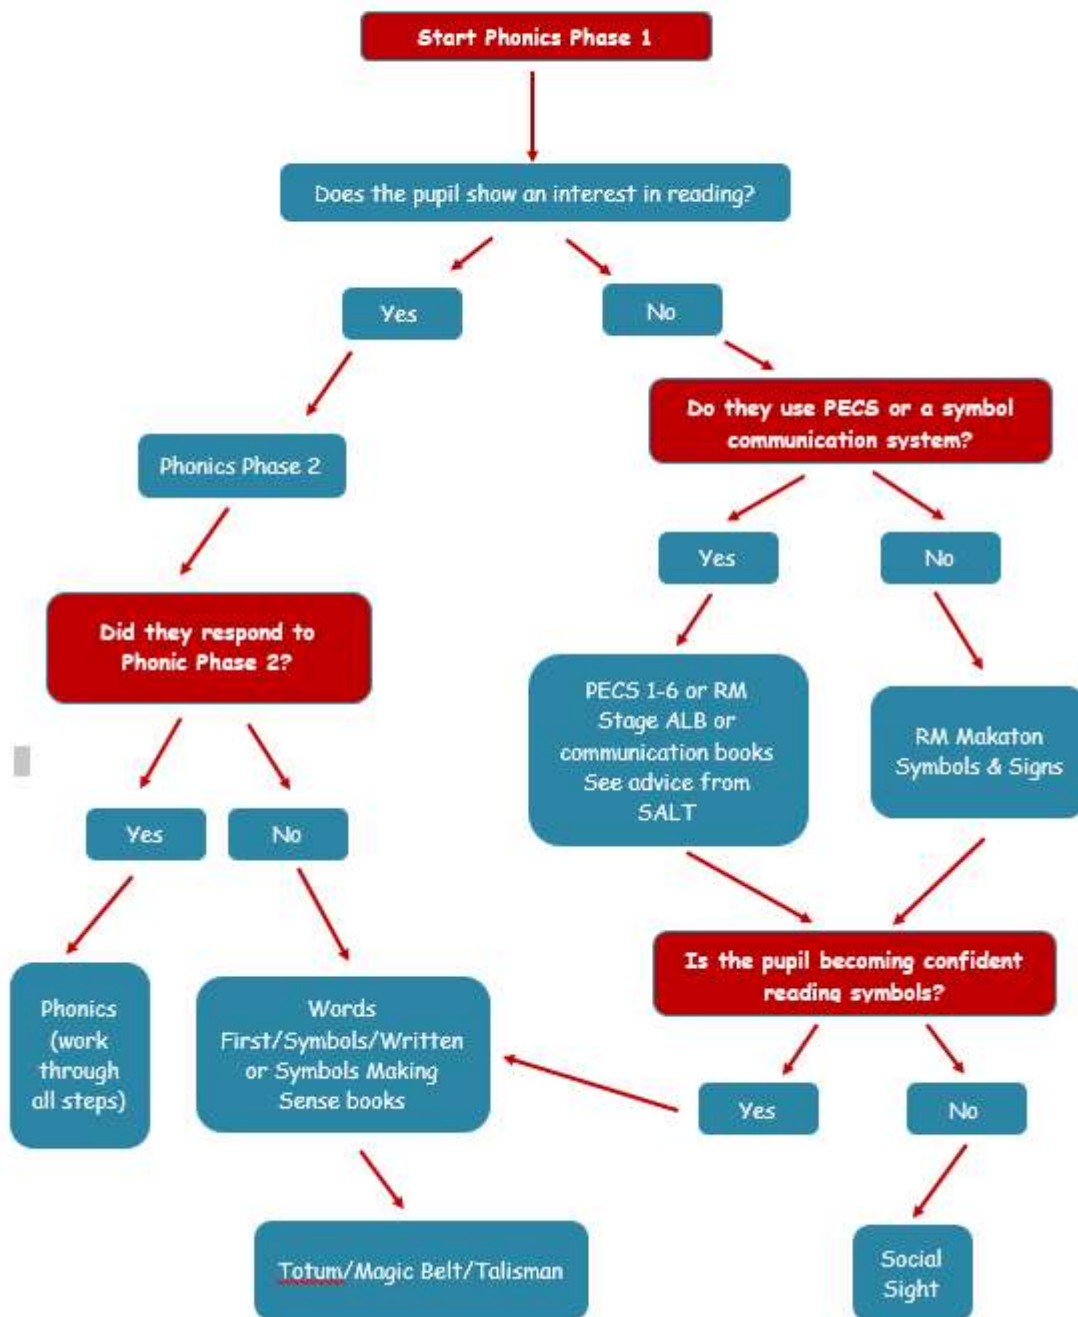 Start Phonics Phase 1
Does the pupil show an interest in reading?
Yes
No
Do they use PECS or a symbol
communication system?
Phonics Phase 2
Yes
No
Did they respond to
Phonic Phase 2?
PECS 1-6 or RM
Stage ALB or
communication books
See advice from
SALT
RM Makaton
Symbols & Signs
Yes
No
Is the pupil becoming confident
reading symbols?
Phonics
(work
through
all steps)
Words
First/Symbols/Written
or Symbols Making
Sense books
Yes
No
Totum/Magic Belt/Talisman
Social
Sight